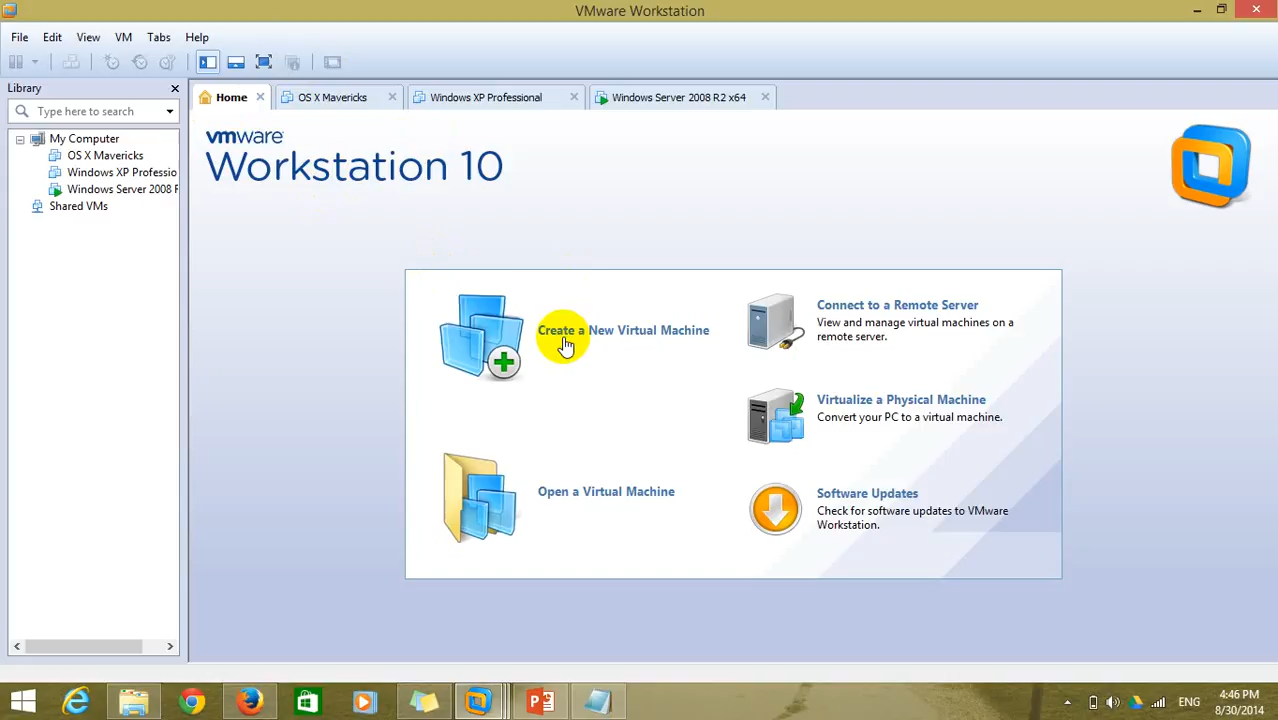 VMware Workstation
File Edit View VM Tabs Help
Library
Type here to search
My Computer
OS X Mavericks
Windows XP Professio
Windows Server 2008 R
Shared VMs
Home
OS X Mavericks
Windows XP Professional
Windows Server 2008 R2 x64
vmware
Workstation 10
Create a New Virtual Machine
Open a Virtual Machine
Connect to a Remote Server
View and manage virtual machines on a
remote server.
Virtualize a Physical Machine
Convert your PC to a virtual machine.
Software Updates
Check for software updates to VMware
Workstation.
ENG
4:46 PM
8/30/2014